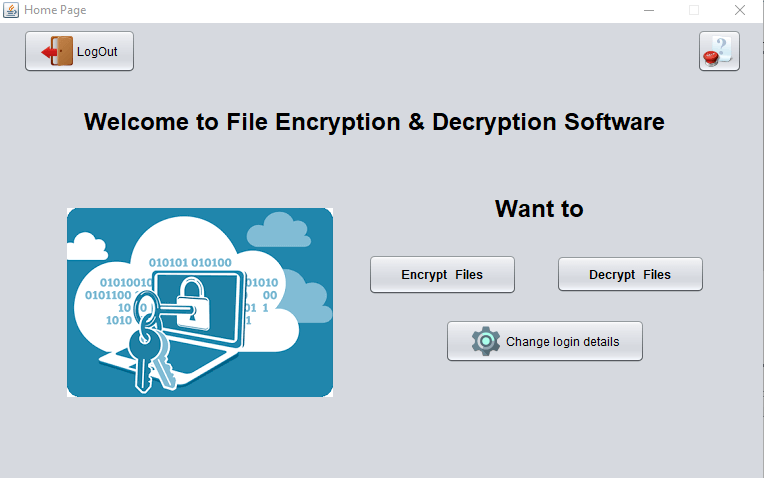 Home Page
LogOut
?
Welcome to File Encryption & Decryption Software
Want to
Encrypt Files
Decrypt Files
Change login details
010101 010100
01010010
01010
0101100
00
10
0
01
1
1010
1